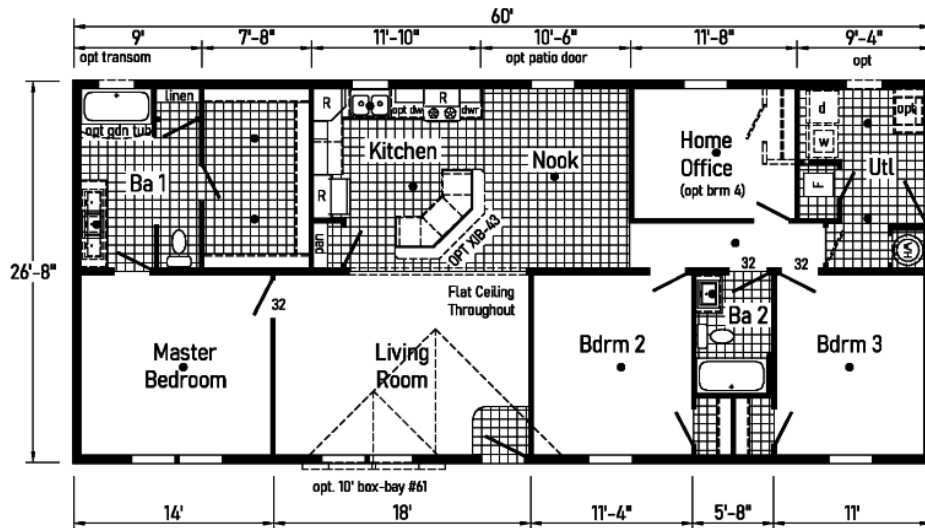 60'
9' 7'-8" 11'-10" 10'-6" 11'-8" 9'-4"
opt transom opt patio door opt
linen R R d opt
opt gdn tub opt dw dwr w
Kitchen Home
Office
(opt brm 4)
Nook
Ba 1 R F Utl
pan OPT XIB-43 WH
26'-8"
32 32
32 Flat Ceiling
Throughout
Ba 2
Master
Bedroom
Living
Room
Bdrm 2 Bdrm 3
opt. 10' box-bay #61
14' 18' 11'-4" 5'-8" 11'